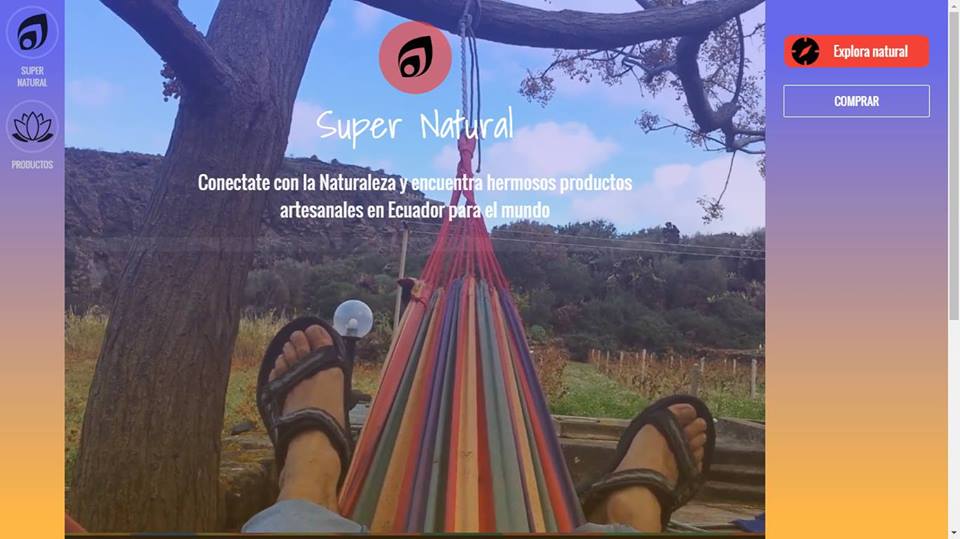 SUPER
NATURAL
PRODUCTOS
Super Natural
Conectate con la Naturaleza y encuentra hermosos productos
artesanales en Ecuador para el mundo
Explora natural
COMPRAR